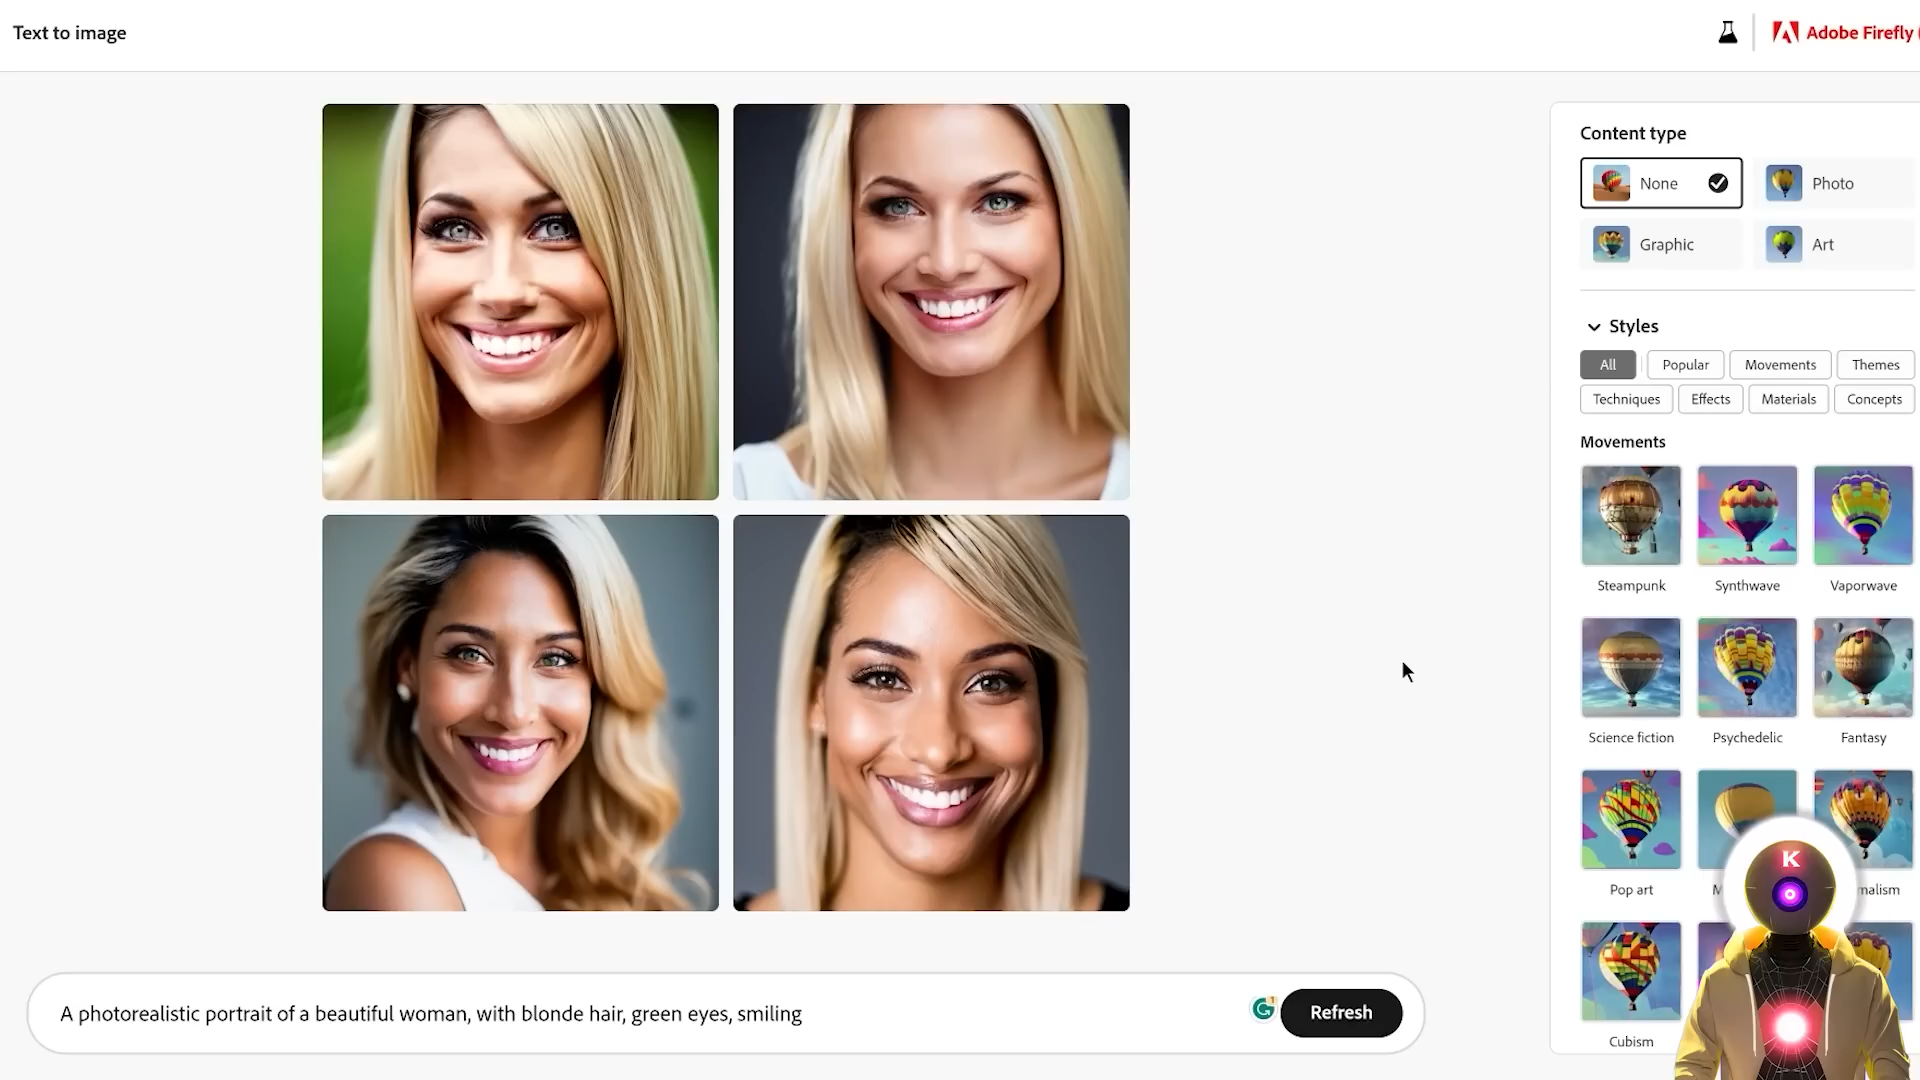 Text to image
Adobe Firefly
Content type
None
Photo
Graphic
Art
Styles
All
Popular
Movements
Themes
Techniques
Effects
Materials
Concepts
Movements
Steampunk
Synthwave
Vaporwave
Science fiction
Psychedelic
Fantasy
Pop art
M
malism
K
Cubism
A photorealistic portrait of a beautiful woman, with blonde hair, green eyes, smiling
G 1
Refresh